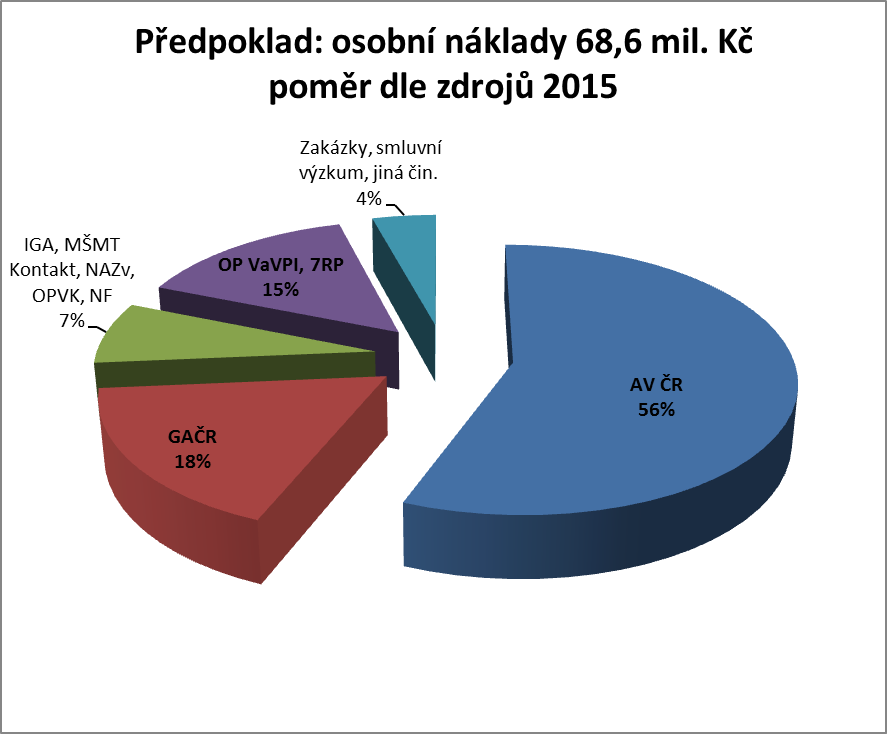 Předpoklad: osobní náklady 68,6 mil. Kč
poměr dle zdrojů 2015
Zakázky, smluvní
výzkum, jiná čin.
4%
IGA, MŠMT
Kontakt, NAZv,
OPVK, NF
7%
OP VaVPI, 7RP
15%
AV ČR
56%
GAČR
18%